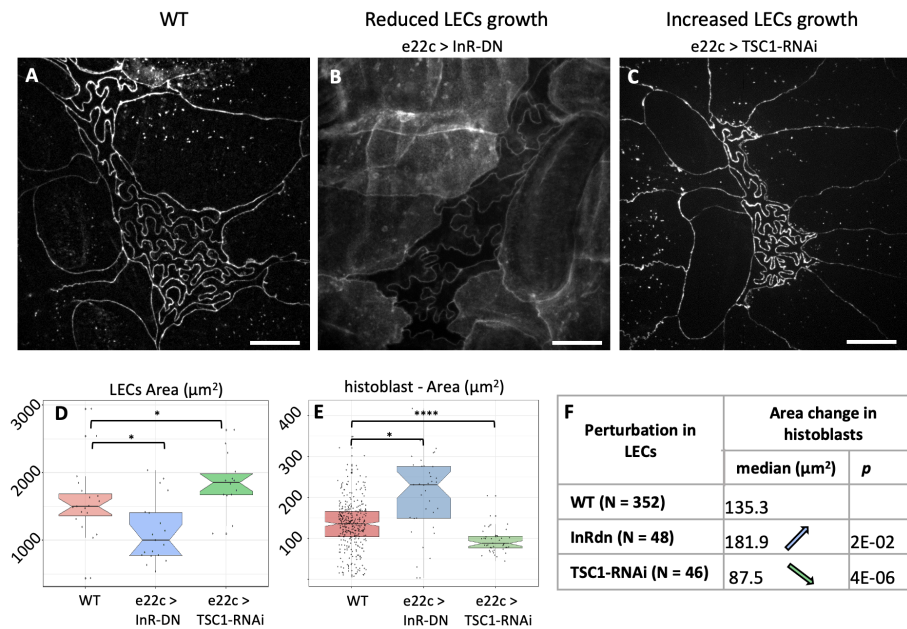 WT
Reduced LECs growth
e22c > InR-DN
Increased LECs growth
e22c > TSC1-RNAi
A
B
C
LECs Area (µm²)
D
3000
2000
1000
*
*
WT
e22c >
InR-DN
e22c >
TSC1-RNAi
histoblast - Area (µm²)
E
400
300
200
100
****
*
WT
e22c >
InR-DN
e22c >
TSC1-RNAi
F
Perturbation in
LECs
Area change in
histoblasts
median (µm²) p
WT (N = 352) 135.3
InRdn (N = 48) 181.9 2E-02
TSC1-RNAi (N = 46) 87.5 4E-06